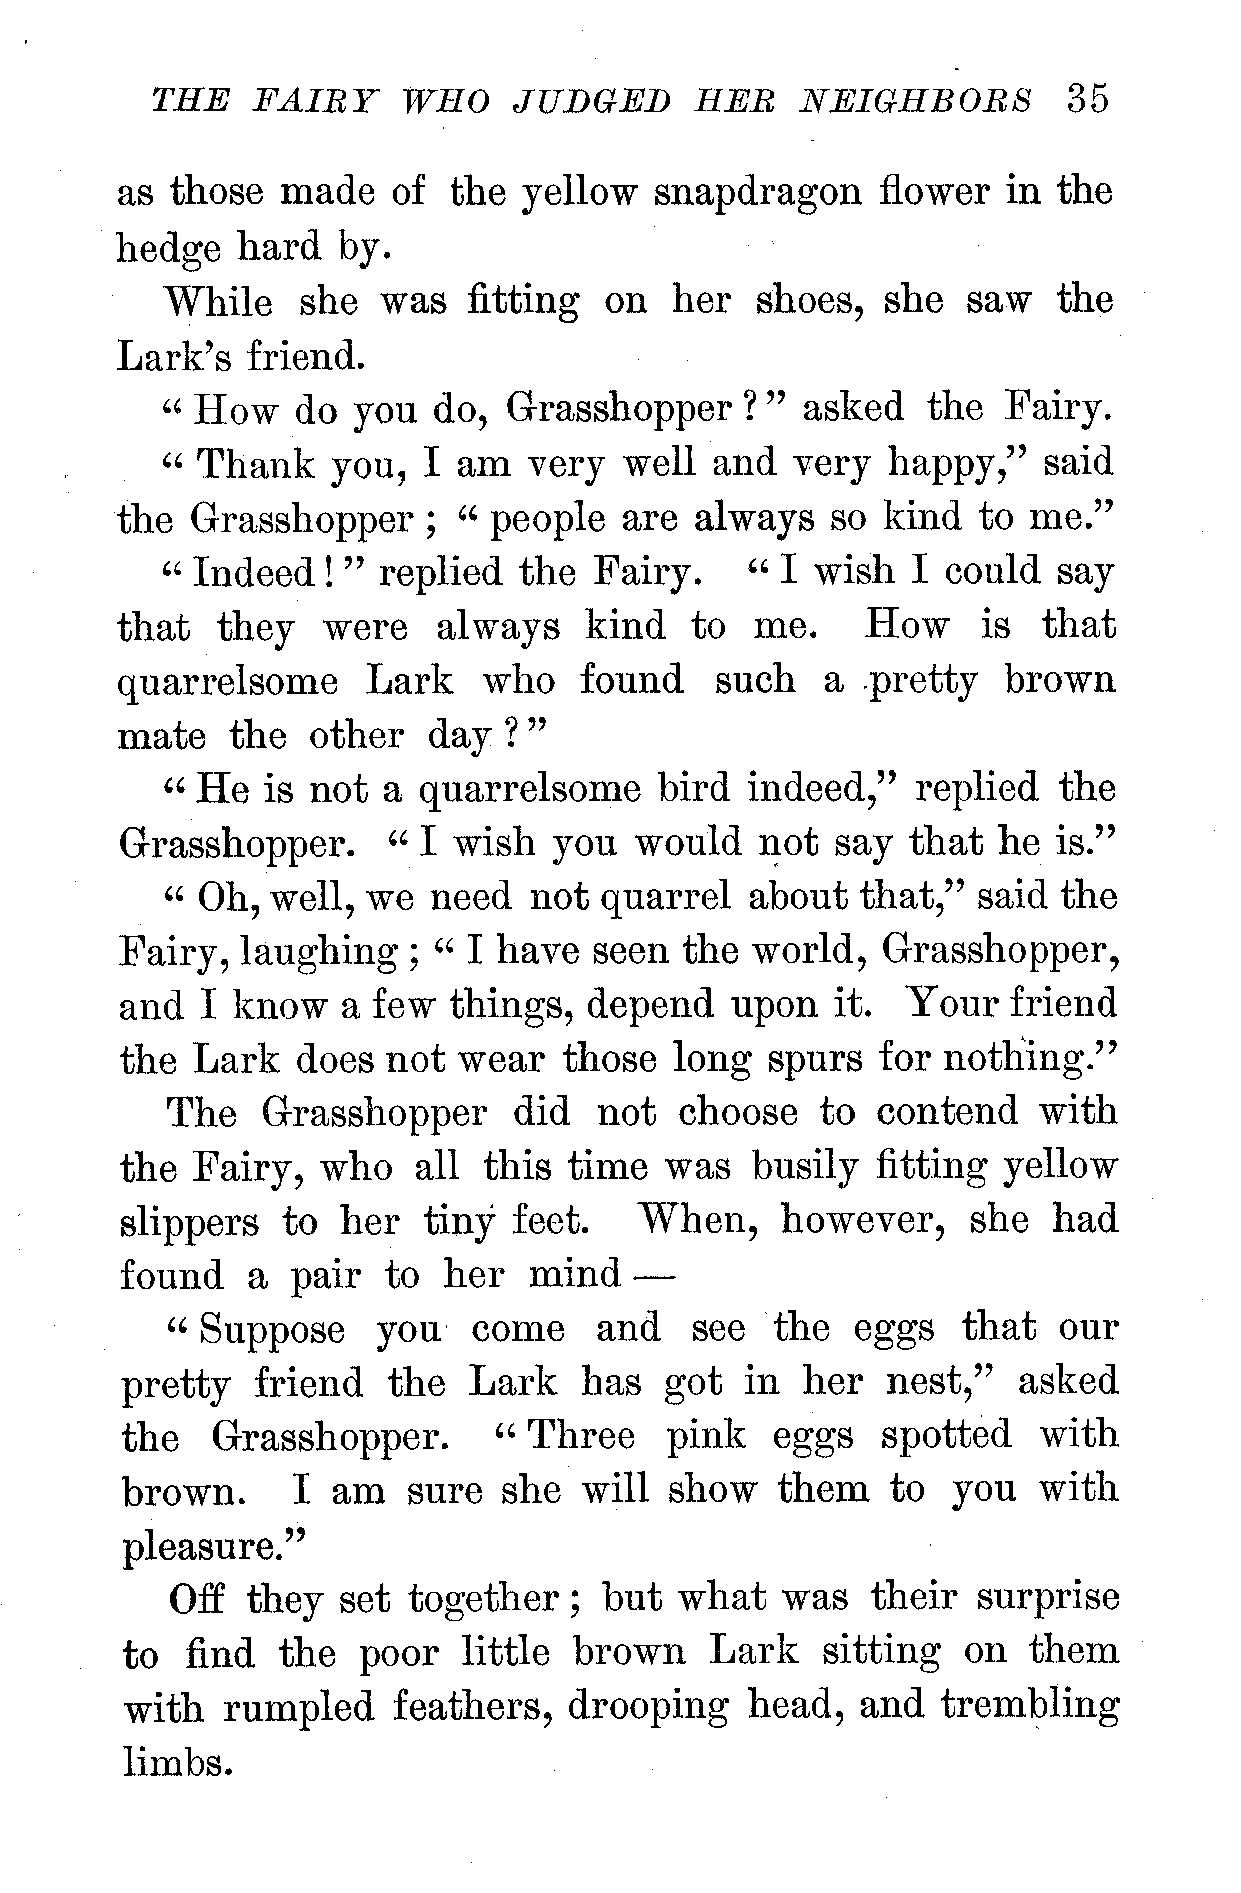 THE FAIRY WHO JUDGED HER NEIGHBORS 35
as those made of the yellow snapdragon flower in the
hedge hard by.
While she was fitting on her shoes, she saw the
Lark's friend.
" How do you do, Grasshopper ? " asked the Fairy.
" Thank you, I am very well and very happy," said
the Grasshopper ; " people are always so kind to me."
" Indeed ! " replied the Fairy. " I wish I could say
that they were always kind to me. How is that
quarrelsome Lark who found such a pretty brown
mate the other day ? "
" He is not a quarrelsome bird indeed," replied the
Grasshopper. " I wish you would not say that he is."
" Oh, well, we need not quarrel about that," said the
Fairy, laughing ; " I have seen the world, Grasshopper,
and I know a few things, depend upon it. Your friend
the Lark does not wear those long spurs for nothing."
The Grasshopper did not choose to contend with
the Fairy, who all this time was busily fitting yellow
slippers to her tiny feet. When, however, she had
found a pair to her mind —
" Suppose you come and see the eggs that our
pretty friend the Lark has got in her nest," asked
the Grasshopper. " Three pink eggs spotted with
brown. I am sure she will show them to you with
pleasure."
Off they set together ; but what was their surprise
to find the poor little brown Lark sitting on them
with rumpled feathers, drooping head, and trembling
limbs.